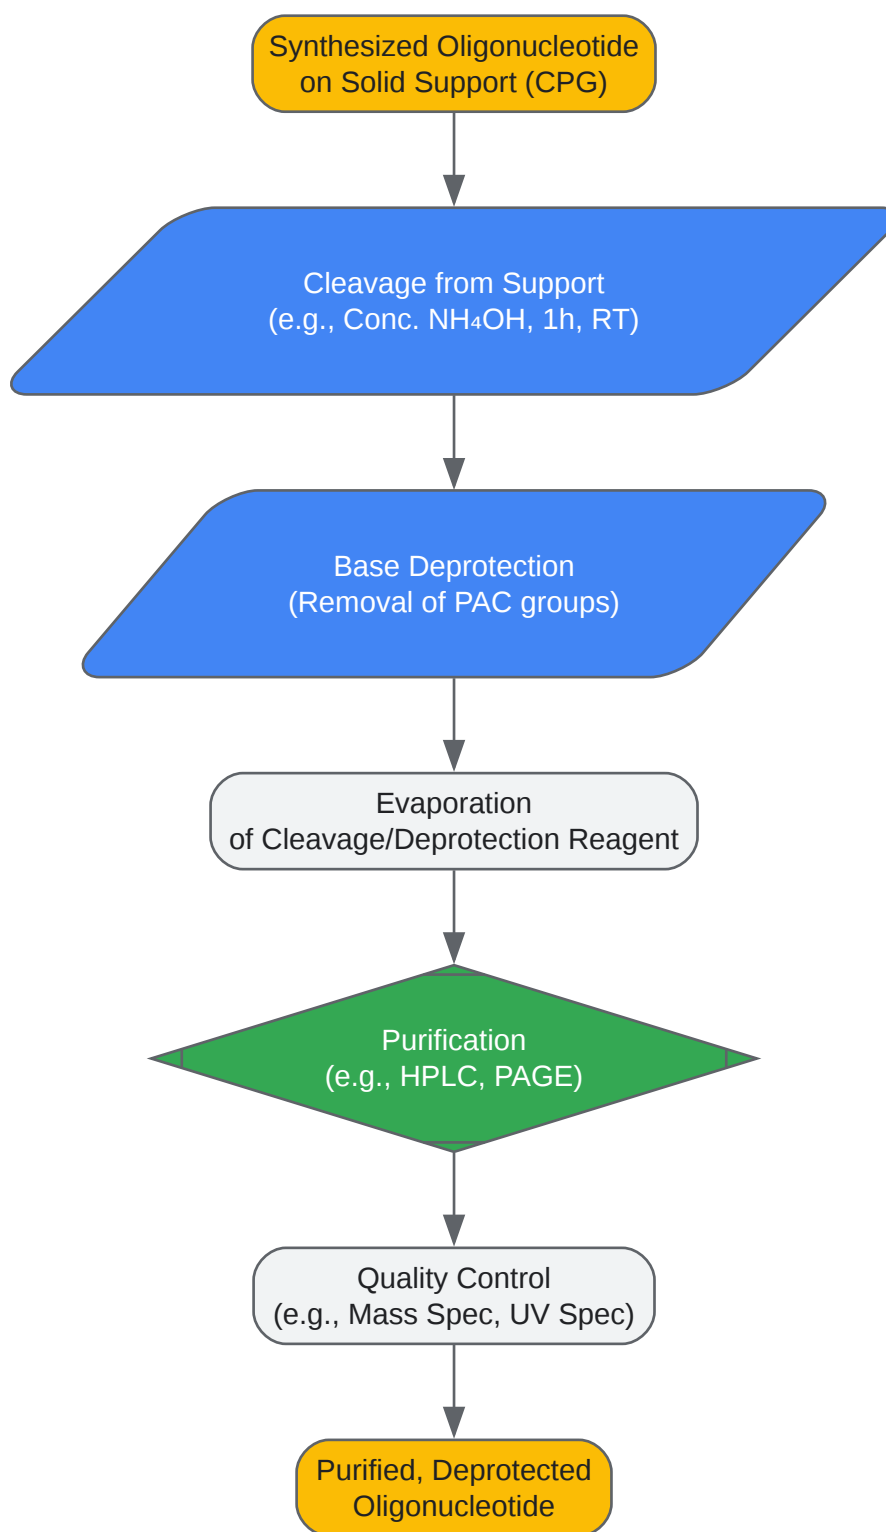 Synthesized Oligonucleotide
on Solid Support (CPG)
Cleavage from Support
(e.g., Conc. NH₄OH, 1h, RT)
Base Deprotection
(Removal of PAC groups)
Evaporation
of Cleavage/Deprotection Reagent
Purification
(e.g., HPLC, PAGE)
Quality Control
(e.g., Mass Spec, UV Spec)
Purified, Deprotected
Oligonucleotide